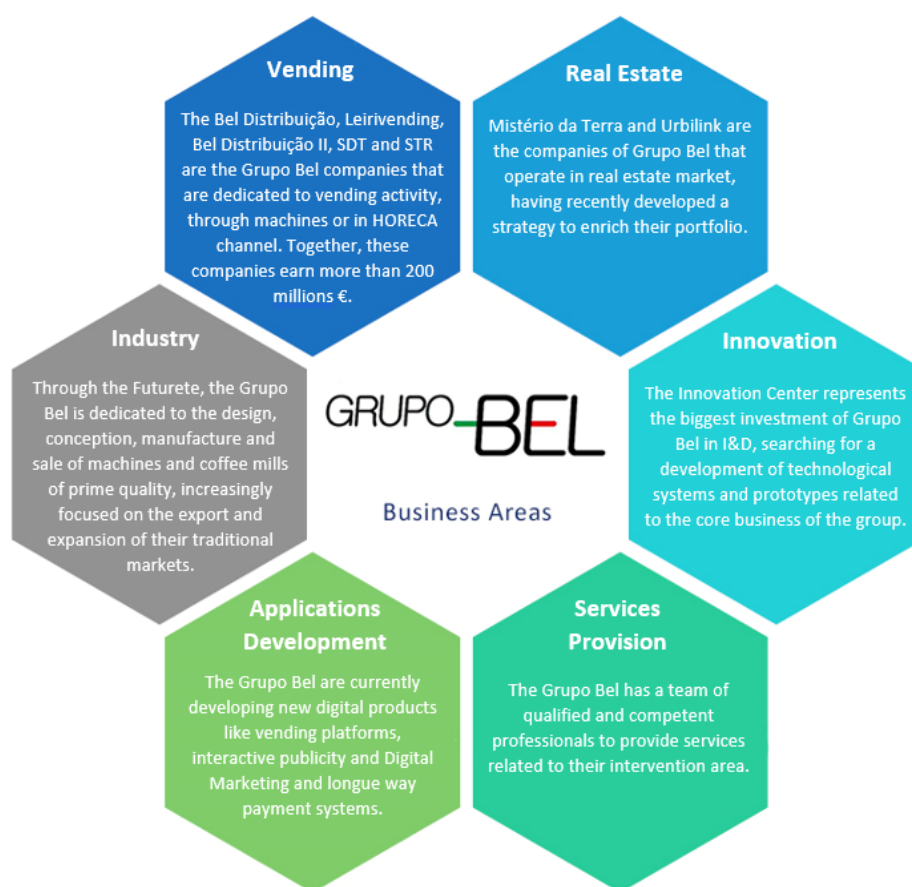 Vending
The Bel Distribuição, Leirivending,
Bel Distribuição II, SDT and STR
are the Grupo Bel companies that
are dedicated to vending activity,
through machines or in HORECA
channel. Together, these
companies earn more than 200
millions €.
Real Estate
Mistério da Terra and Urbilink are
the companies of Grupo Bel that
operate in real estate market,
having recently developed a
strategy to enrich their portfolio.
Industry
Through the Futurete, the Grupo
Bel is dedicated to the design,
conception, manufacture and
sale of machines and coffee mills
of prime quality, increasingly
focused on the export and
expansion of their traditional
markets.
GRUPO BEL
Business Areas
Innovation
The Innovation Center represents
the biggest investment of Grupo
Bel in I&D, searching for a
development of technological
systems and prototypes related
to the core business of the group.
Applications
Development
The Grupo Bel are currently
developing new digital products
like vending platforms,
interactive publicity and Digital
Marketing and longue way
payment systems.
Services
Provision
The Grupo Bel has a team of
qualified and competent
professionals to provide services
related to their intervention area.